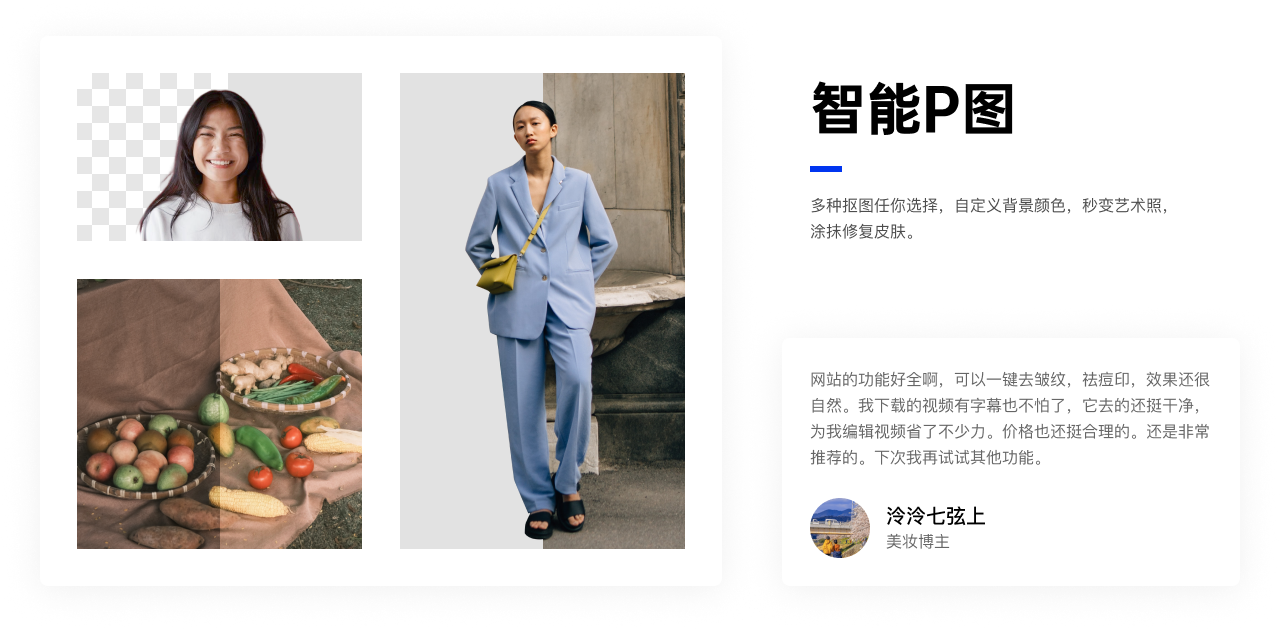 智能P图
多种抠图任你选择，自定义背景颜色，秒变艺术照，
涂抹修复皮肤。
网站的功能好全啊，可以一键去皱纹，祛痘印，效果还很
自然。我下载的视频有字幕也不怕了，它去的还挺干净，
为我编辑视频省了不少力。价格也还挺合理的。还是非常
推荐的。下次我再试试其他功能。
泠泠七弦上
美妆博主